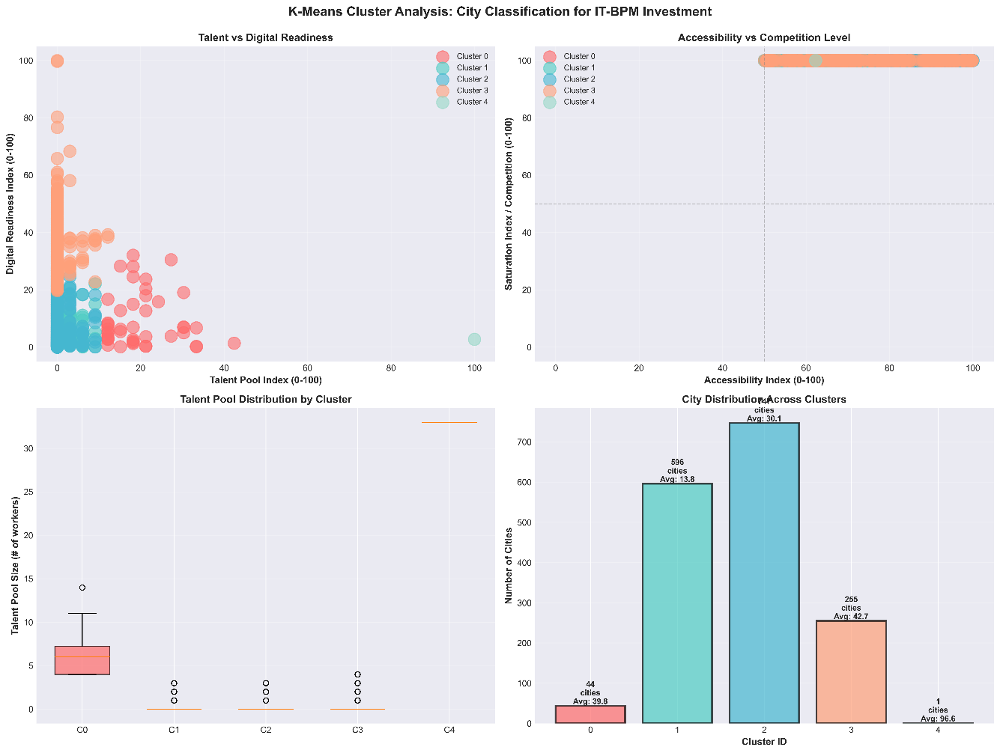 K-Means Cluster Analysis: City Classification for IT-BPM Investment
Talent vs Digital Readiness
Digital Readiness Index (0-100)
100
80
60
40
20
0
0
20
40
60
80
100
Talent Pool Index (0-100)
Cluster 0
Cluster 1
Cluster 2
Cluster 3
Cluster 4
Accessibility vs Competition Level
Saturation Index / Competition (0-100)
100
80
60
40
20
0
0
20
40
60
80
100
Accessibility Index (0-100)
Cluster 0
Cluster 1
Cluster 2
Cluster 3
Cluster 4
Talent Pool Distribution by Cluster
Talent Pool Size (# of workers)
30
25
20
15
10
5
0
C0
C1
C2
C3
C4
City Distribution Across Clusters
Number of Cities
700
600
500
400
300
200
100
0
44
cities
Avg: 39.8
596
cities
Avg: 13.8
cities
Avg: 30.1
255
cities
Avg: 42.7
1
cities
Avg: 96.6
0
1
2
3
4
Cluster ID